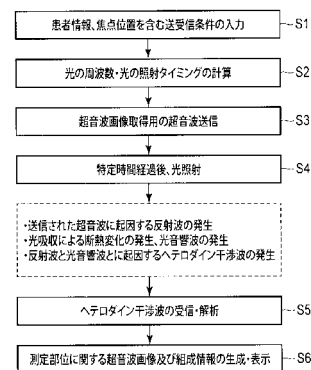 患者情報、焦点位置を含む送受信条件の入力
S1
光の周波数・光の照射タイミングの計算
S2
超音波画像取得用の超音波送信
S3
特定時間経過後、光照射
S4
・送信された超音波に起因する反射波の発生
・光吸収による断熱変化の発生、光音響波の発生
・反射波と光音響波とに起因するヘテロダイン干渉波の発生
ヘテロダイン干渉波の受信・解析
S5
測定部位に関する超音波画像及び組成情報の生成・表示
S6